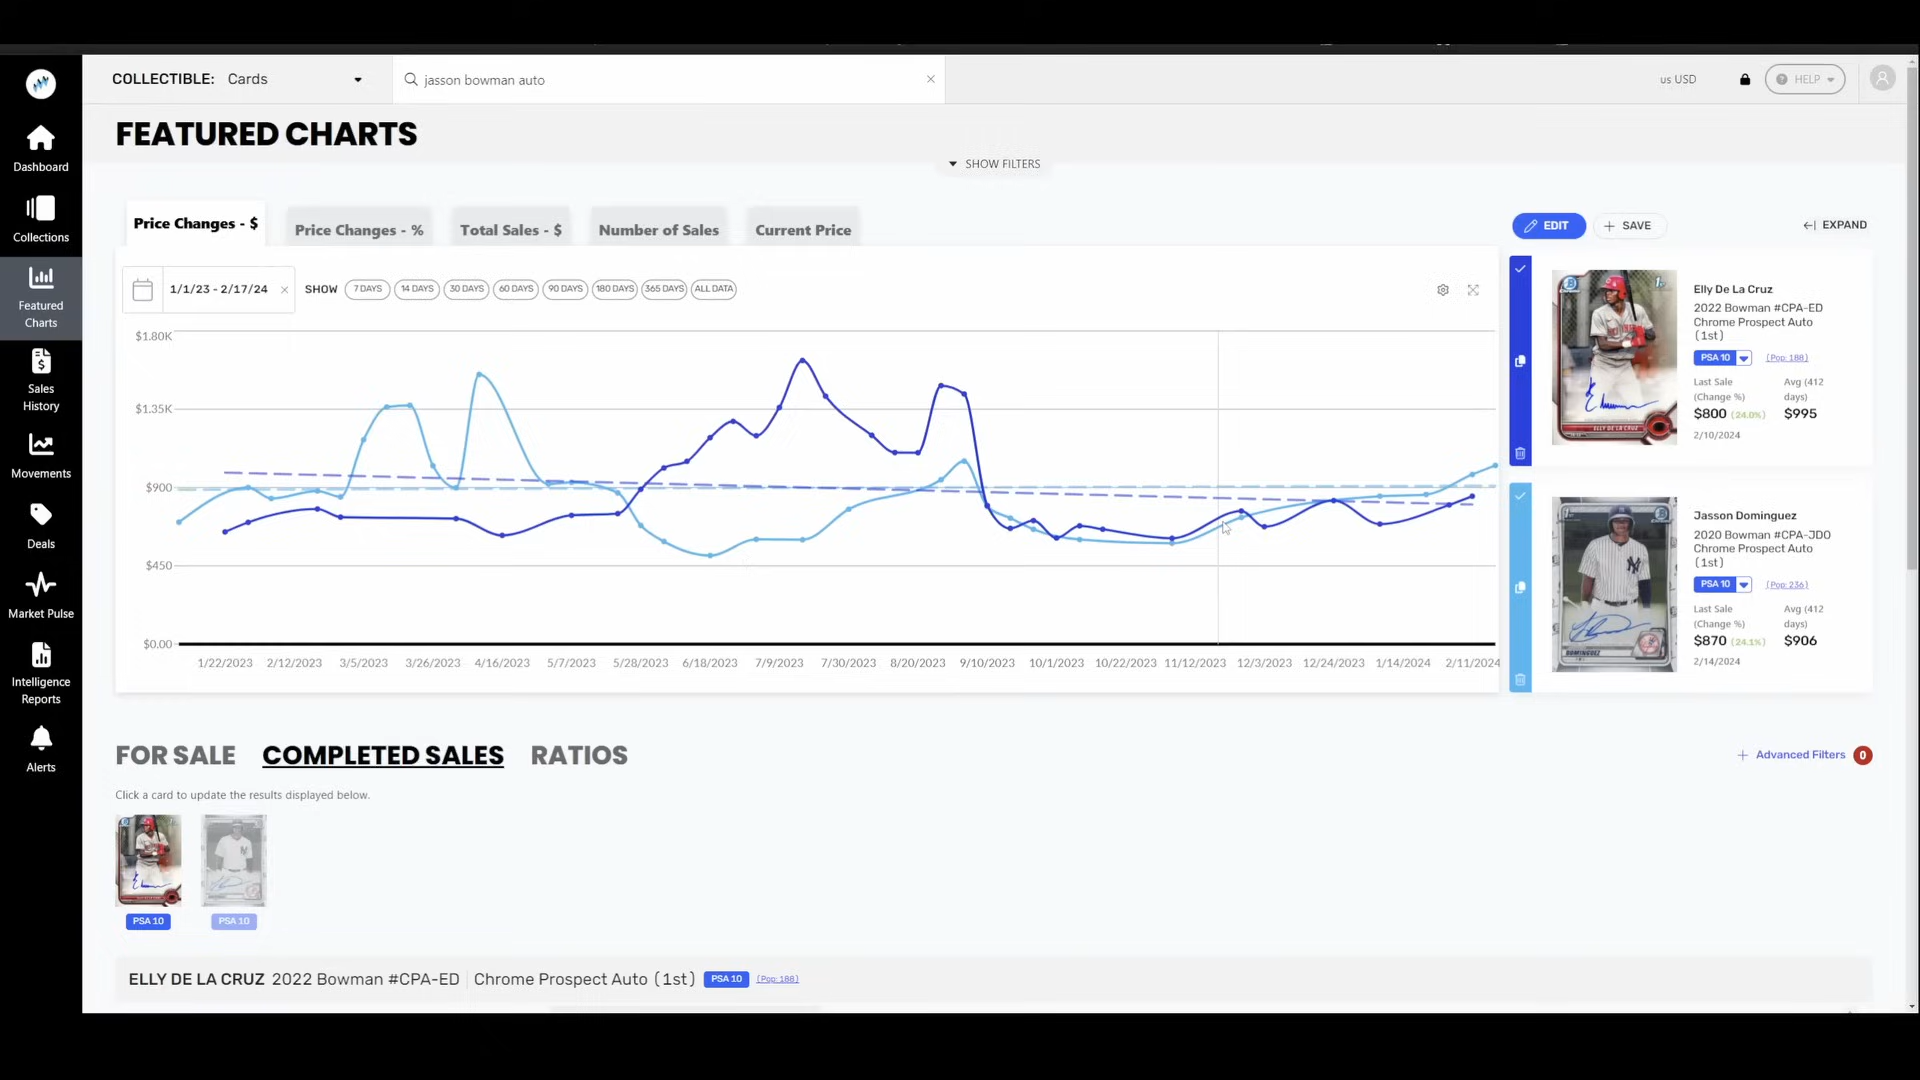 COLLECTIBLE: Cards
jasson bowman auto
us USD
HELP
FEATURED CHARTS
SHOW FILTERS
Dashboard
Collections
Featured
Charts
Sales
History
Movements
Deals
Market Pulse
Intelligence
Reports
Alerts
Price Changes - $
Price Changes - %
Total Sales - $
Number of Sales
Current Price
EDIT
SAVE
EXPAND
1/1/23 - 2/17/24
SHOW
7 DAYS
14 DAYS
30 DAYS
60 DAYS
90 DAYS
180 DAYS
365 DAYS
ALL DATA
$1.80K
$1.35K
$900
$450
$0.00
1/22/2023
2/12/2023
3/5/2023
3/26/2023
4/16/2023
5/7/2023
5/28/2023
6/18/2023
7/9/2023
7/30/2023
8/20/2023
9/10/2023
10/1/2023
10/22/2023
11/12/2023
12/3/2023
12/24/2023
1/14/2024
2/11/2024
Elly De La Cruz
2022 Bowman #CPA-ED
Chrome Prospect Auto
(1st)
PSA 10
(Pop: 188)
Last Sale
(Change %)
Avg (412
days)
$800 (24.0%)
$995
2/10/2024
ELLY DE LA CRUZ
Jasson Dominguez
2020 Bowman #CPA-JDO
Chrome Prospect Auto
(1st)
PSA 10
(Pop: 236)
Last Sale
(Change %)
Avg (412
days)
$870 (24.1%)
$906
2/14/2024
DOMINGUEZ
FOR SALE
COMPLETED SALES
RATIOS
Advanced Filters 0
Click a card to update the results displayed below.
PSA 10
PSA 10
ELLY DE LA CRUZ 2022 Bowman #CPA-ED Chrome Prospect Auto (1st) PSA 10 (Pop: 188)